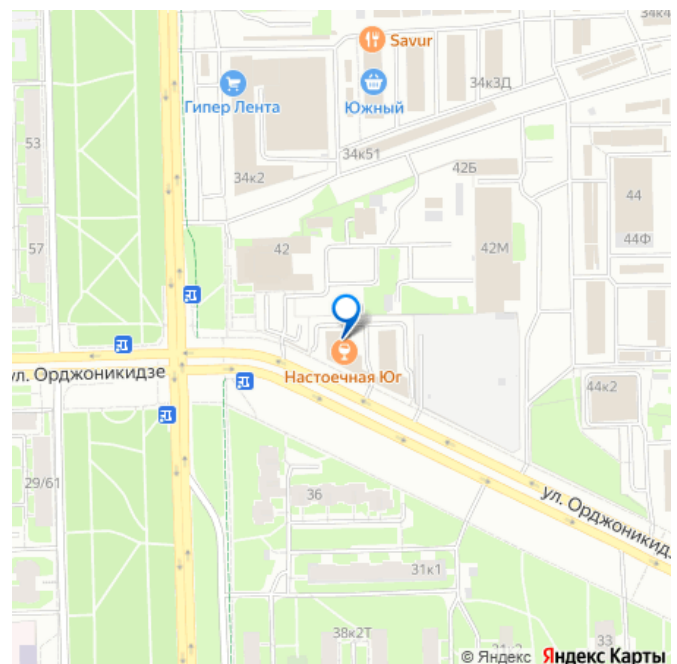 34к4
Savur
Гипер Лента
Южный
34к3Д
53
34к51
42Б
34к2
44
57
42
42М
44Ф
ул. Орджоникидзе
Настоечная Юг
44к2
29/61
36
ул. Орджоникидз
31к1
38к2Т
33
© Яндекс Яндекс Карты